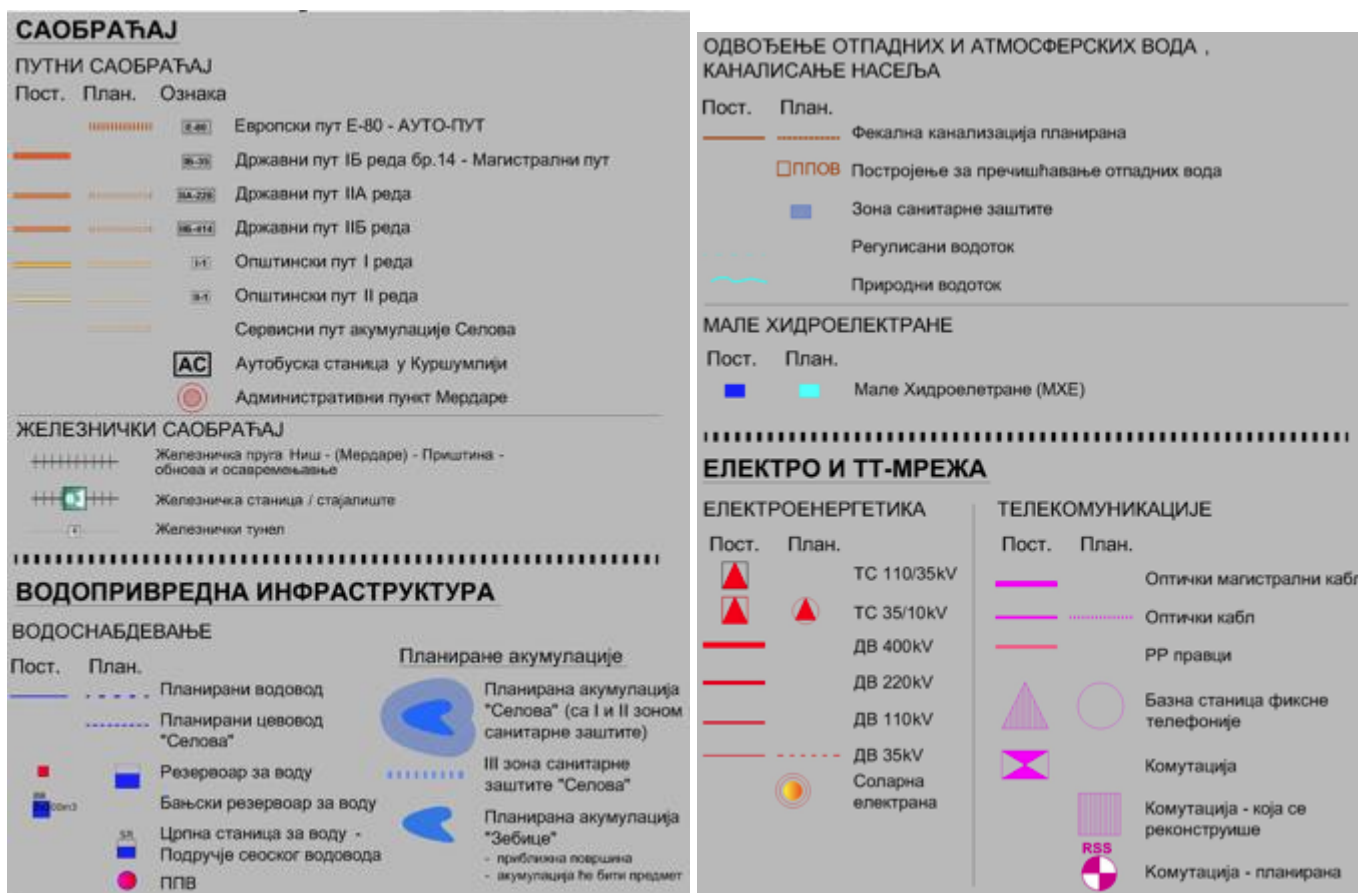 САОБРАЋАЈ
ПУТНИ САОБРАЋАЈ
Пост. План. Ознака
Е-80 Европски пут Е-80 - АУТО-ПУТ
Државни пут IБ реда бр.14 - Магистрални пут
Државни пут IIА реда
Државни пут IIБ реда
I-1 Општински пут I реда
II-1 Општински пут II реда
Сервисни пут акумулације Селова
АС Аутобуска станица у Куршумлији
Административни пункт Мердаре
ЖЕЛЕЗНИЧКИ САОБРАЋАЈ
Железничка пруга Ниш - (Мердаре) - Приштина -
обнова и осавремењавње
Железничка станица / стајалиште
Железнички тунел
ВОДОПРИВРЕДНА ИНФРАСТРУКТУРА
ВОДОСНАБДЕВАЊЕ
Пост. План.
Планирани водовод
Планирани цевовод
"Селова"
Резервоар за воду
Бањски резервоар за воду
Црпна станица за воду -
Подручје сеоског водовода
ППВ
Планиране акумулације
Планирана акумулација
"Селова" (са I и II зоном
санитарне заштите)
III зона санитарне
заштите "Селова"
Планирана акумулација
"Зебице"
- приближна површина
- акумулација ће бити предмет
ОДВОЂЕЊЕ ОТПАДНИХ И АТМОСФЕРСКИХ ВОДА ,
КАНАЛИСАЊЕ НАСЕЉА
Пост. План.
Фекална канализација планирана
ППОВ Постројење за пречишћавање отпадних вода
Зона санитарне заштите
Регулисани водоток
Природни водоток
МАЛЕ ХИДРОЕЛЕКТРАНЕ
Пост. План.
Мале Хидроелетране (МХЕ)
ЕЛЕКТРО И ТТ-МРЕЖА
ЕЛЕКТРОЕНЕРГЕТИКА
Пост. План.
ТС 110/35kV
ТС 35/10kV
ДВ 400kV
ДВ 220kV
ДВ 110kV
ДВ 35kV
Соларна
електрана
ТЕЛЕКОМУНИКАЦИЈЕ
Пост. План.
Оптички магистрални кабл
Оптички кабл
РР правци
Базна станица фиксне
телефоније
Комутација
Комутација - која се
реконструише
RSS
Комутација - планирана